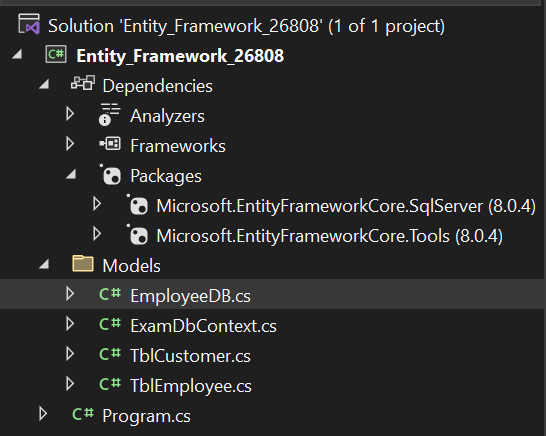 Solution 'Entity_Framework_26808' (1 of 1 project)
C# Entity_Framework_26808
Dependencies
Analyzers
Frameworks
Packages
Microsoft.EntityFrameworkCore.SqlServer (8.0.4)
Microsoft.EntityFrameworkCore.Tools (8.0.4)
Models
C# EmployeeDB.cs
C# ExamDbContext.cs
C# TblCustomer.cs
C# TblEmployee.cs
C# Program.cs